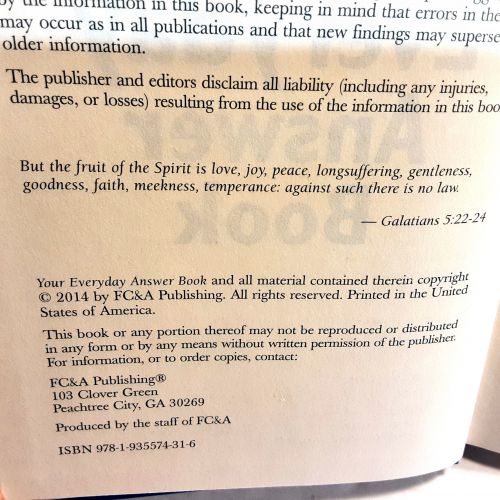 by the information in this book, keeping in mind that errors in the
may occur as in all publications and that new findings may superse
older information.
The publisher and editors disclaim all liability (including any injuries,
damages, or losses) resulting from the use of the information in this boo
But the fruit of the Spirit is love, joy, peace, longsuffering, gentleness,
goodness, faith, meekness, temperance: against such there is no law.
— Galatians 5:22-24
Your Everyday Answer Book and all material contained therein copyright
© 2014 by FC&A Publishing. All rights reserved. Printed in the United
States of America.
This book or any portion thereof may not be reproduced or distributed
in any form or by any means without written permission of the publisher.
For information, or to order copies, contact:
FC&A Publishing®
103 Clover Green
Peachtree City, GA 30269
Produced by the staff of FC&A
ISBN 978-1-935574-31-6